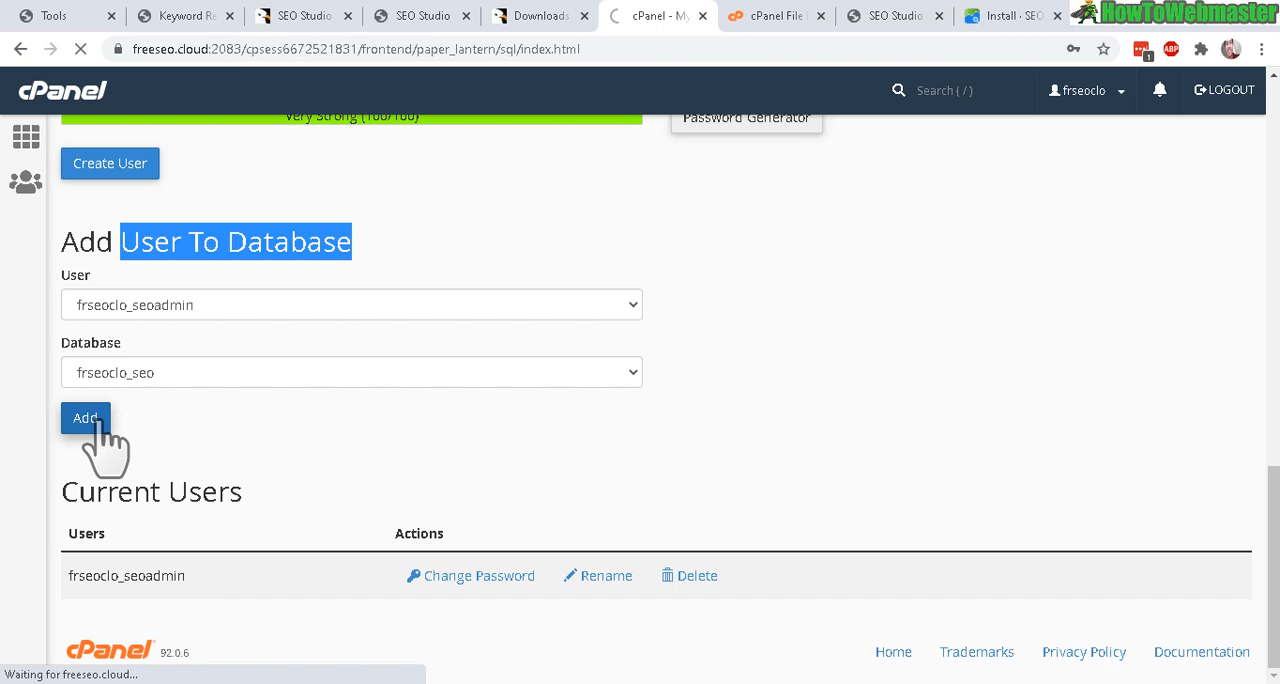 Tools
Keyword Re
SEO Studio
SEO Studio
Downloads
cPanel - My
cPanel File
SEO Studio
Install - SEO
HowToWebmaster
freeseo.cloud:2083/cpsess6672521831/frontend/paper_lantern/sql/index.html
ABP
1
cPanel
Search ( / )
frseoclo
LOGOUT
Very Strong (100/100)
Password Generator
Create User
Add User To Database
User
frseoclo_seoadmin
Database
frseoclo_seo
Add
Current Users
Users Actions
frseoclo_seoadmin Change Password Rename Delete
cPanel 92.0.6 Home Trademarks Privacy Policy Documentation
Waiting for freeseo.cloud...